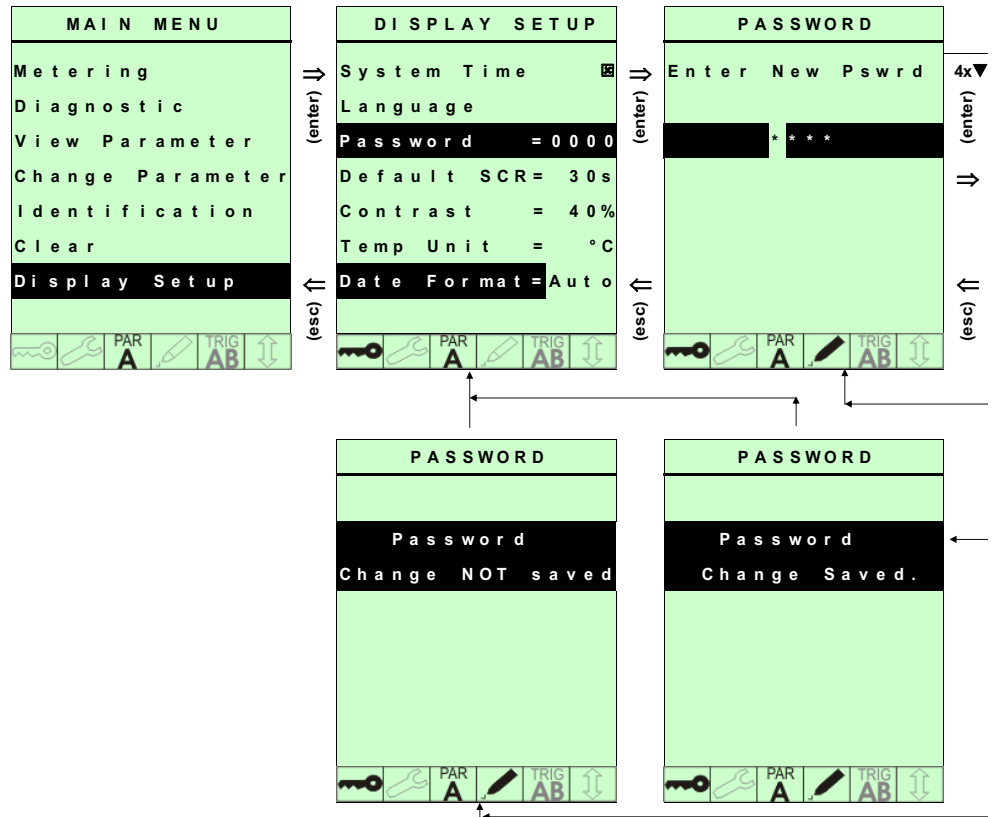 MAIN MENU
Metering
Diagnostic
View Parameter
Change Parameter
Identification
Clear
Display Setup
PAR
A
TRIG
AB
(enter)
(esc)
DISPLAY SETUP
System Time
Language
Password =0000
Default SCR= 30s
Contrast = 40%
Temp Unit = °C
Date Format=Auto
PAR
A
TRIG
AB
(enter)
(esc)
PASSWORD
Enter New Pswrd
****
PAR
A
TRIG
AB
4x▼
(enter)
(esc)
PASSWORD
Password
Change NOT saved
PAR
A
TRIG
AB
PASSWORD
Password
Change Saved.
PAR
A
TRIG
AB